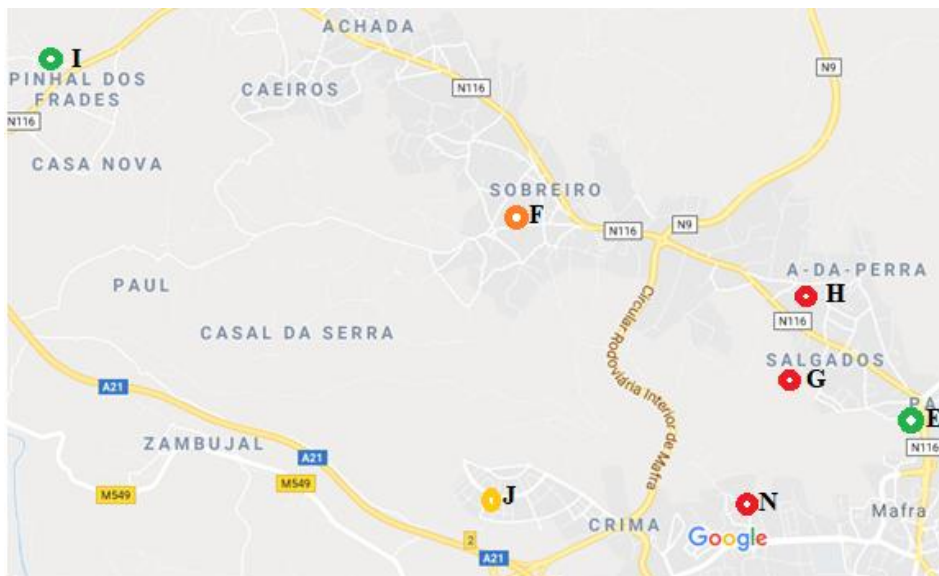 ACHADA
I
PINHAL DOS
FRADES
CAEIROS
N116
N9
N116
CASA NOVA
SOBREIRO
F
N9
N116
A-DA-PERRA
PAUL
H
N116
CASAL DA SERRA
Circular Rodoviária Interior de Mafra
SALGADOS
G
A21
PA
E
ZAMBUJAL
N116
A21
M549
M549
J
N
Mafra
CRIMA
Google
2
A21